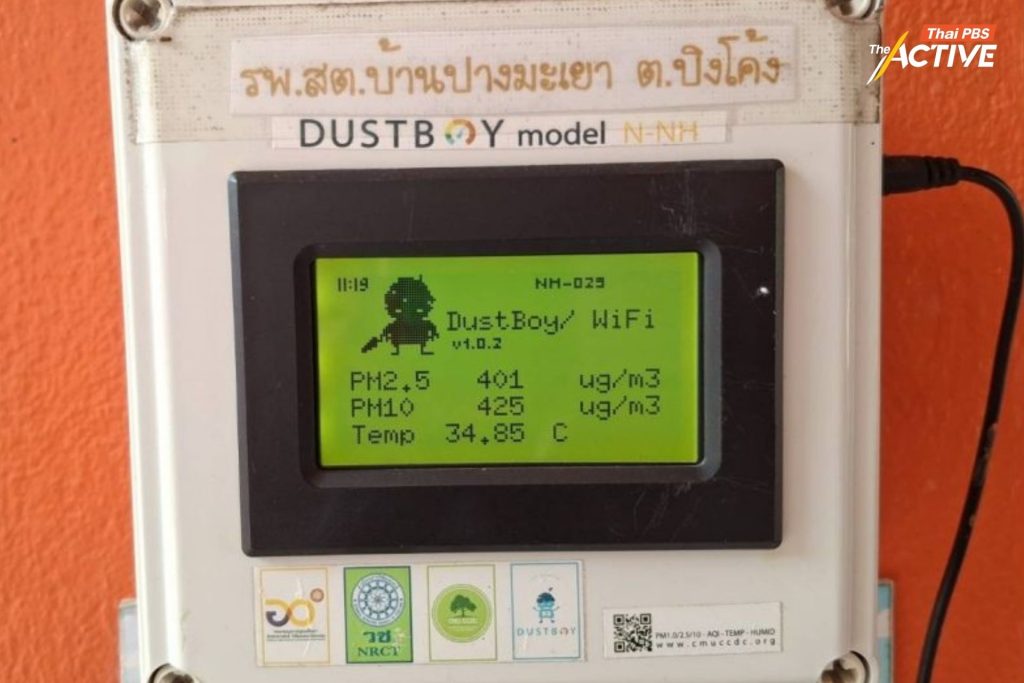 Thai PBS
The ACTIVE
รพ.สต.บ้านปางมะเยา ต.ปิงโค้ง
DUSTBOY model N-NH
11:19 NH-029
DustBoy/ WiFi
v1.0.2
PM2.5 401 ug/m3
PM10 425 ug/m3
Temp 34.85 C
วช
NRCT
DUSTBOY
PM1.0/2.5/10 - AQI - TEMP - HUMID
www.cmuccdc.org